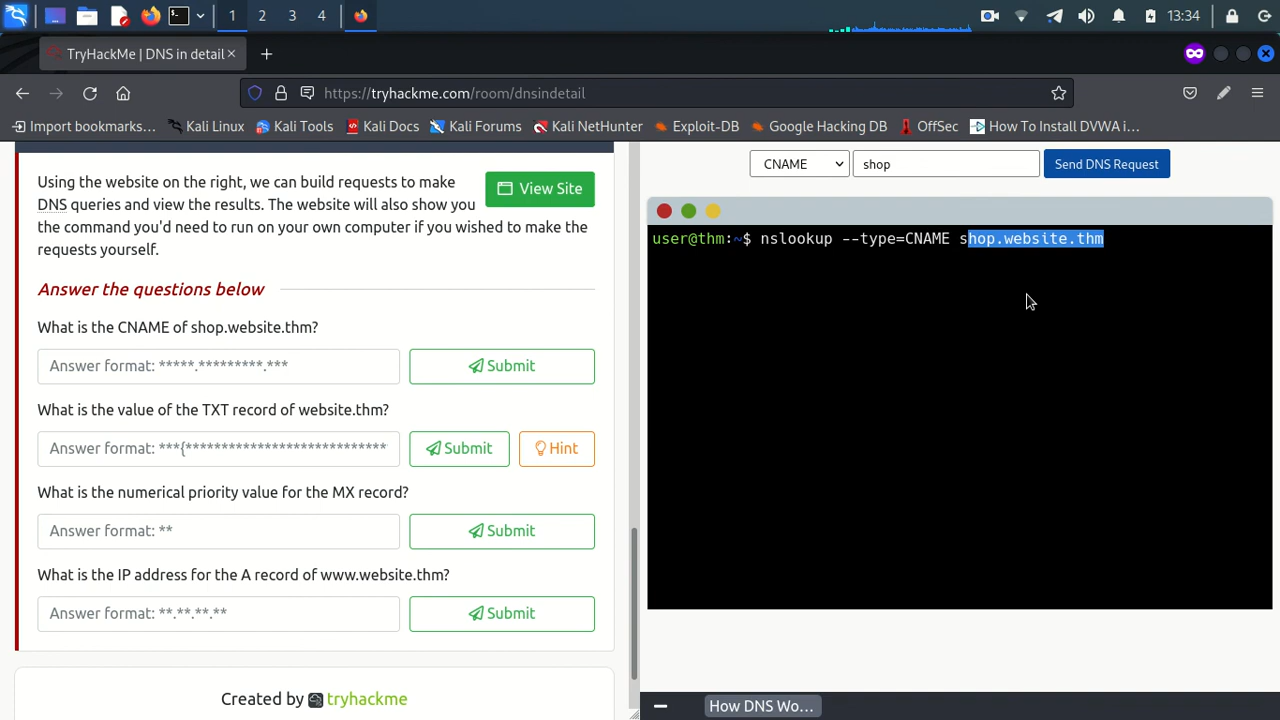 1 2 3 4 13:34
TryHackMe | DNS in detail × +
https://tryhackme.com/room/dnsindetail
Import bookmarks... Kali Linux Kali Tools Kali Docs Kali Forums Kali NetHunter Exploit-DB Google Hacking DB OffSec How To Install DVWA i...
Using the website on the right, we can build requests to make
DNS queries and view the results. The website will also show you
the command you'd need to run on your own computer if you wished to make the
requests yourself.
View Site
Answer the questions below
What is the CNAME of shop.website.thm?
Answer format: *****.*********.***
Submit
What is the value of the TXT record of website.thm?
Answer format: ***{****************************
Submit
Hint
What is the numerical priority value for the MX record?
Answer format: **
Submit
What is the IP address for the A record of www.website.thm?
Answer format: **.**.**.**
Submit
Created by tryhackme
CNAME shop Send DNS Request
user@thm:~$ nslookup --type=CNAME shop.website.thm
How DNS Wo...